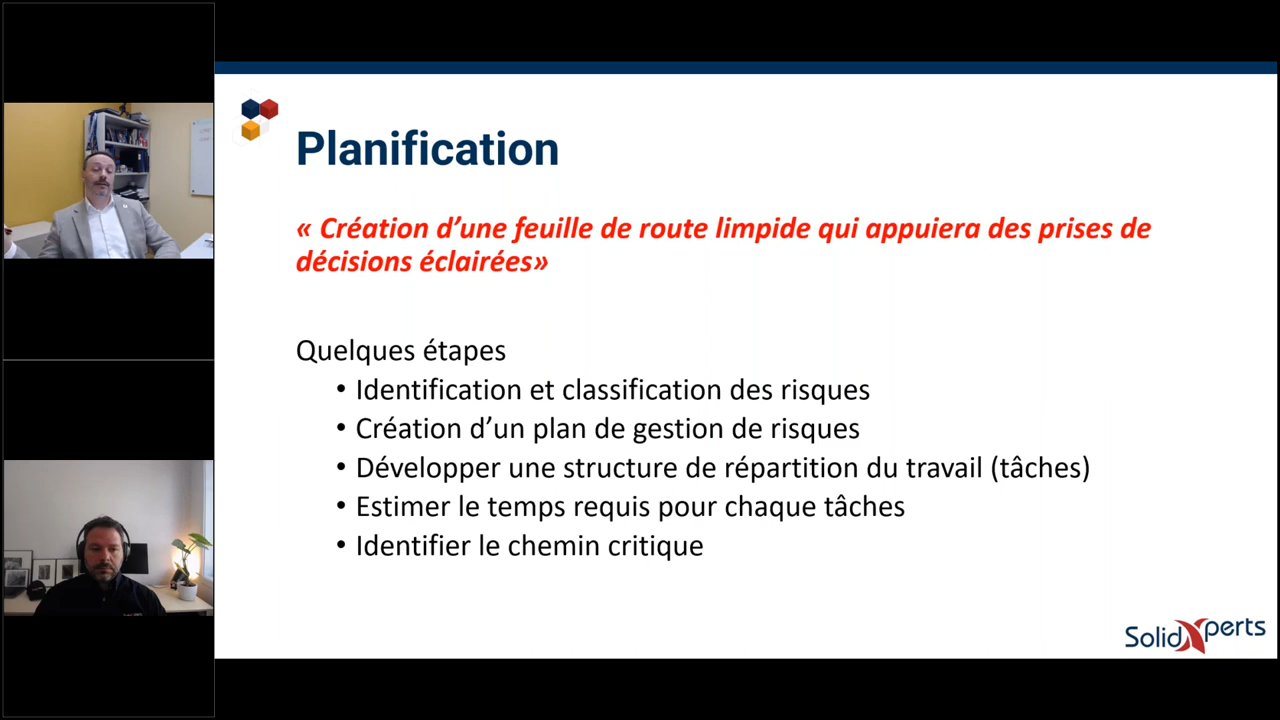 Planification
« Création d’une feuille de route limpide qui appuiera des prises de
décisions éclairées»
Quelques étapes
• Identification et classification des risques
• Création d’un plan de gestion de risques
• Développer une structure de répartition du travail (tâches)
• Estimer le temps requis pour chaque tâches
• Identifier le chemin critique
SolidXperts